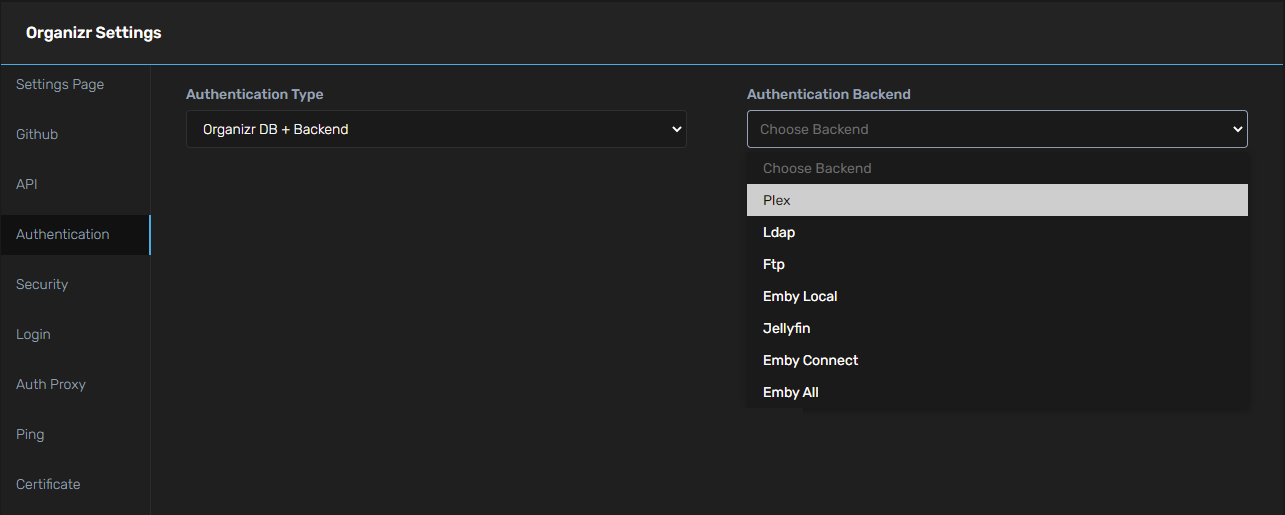 Organizr Settings
Settings Page
Github
API
Authentication
Security
Login
Auth Proxy
Ping
Certificate
Authentication Type
Organizr DB + Backend
Authentication Backend
Choose Backend
Choose Backend
Plex
Ldap
Ftp
Emby Local
Jellyfin
Emby Connect
Emby All